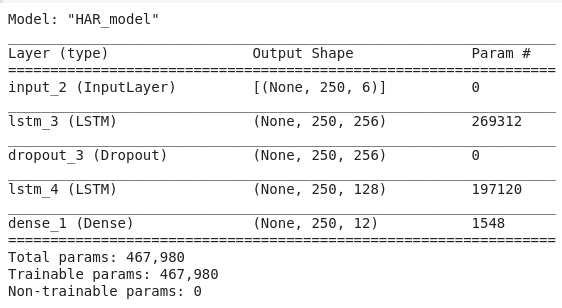 Model: "HAR_model"
Layer (type) Output Shape Param #
input_2 (InputLayer) [(None, 250, 6)] 0
lstm_3 (LSTM) (None, 250, 256) 269312
dropout_3 (Dropout) (None, 250, 256) 0
lstm_4 (LSTM) (None, 250, 128) 197120
dense_1 (Dense) (None, 250, 12) 1548
Total params: 467,980
Trainable params: 467,980
Non-trainable params: 0